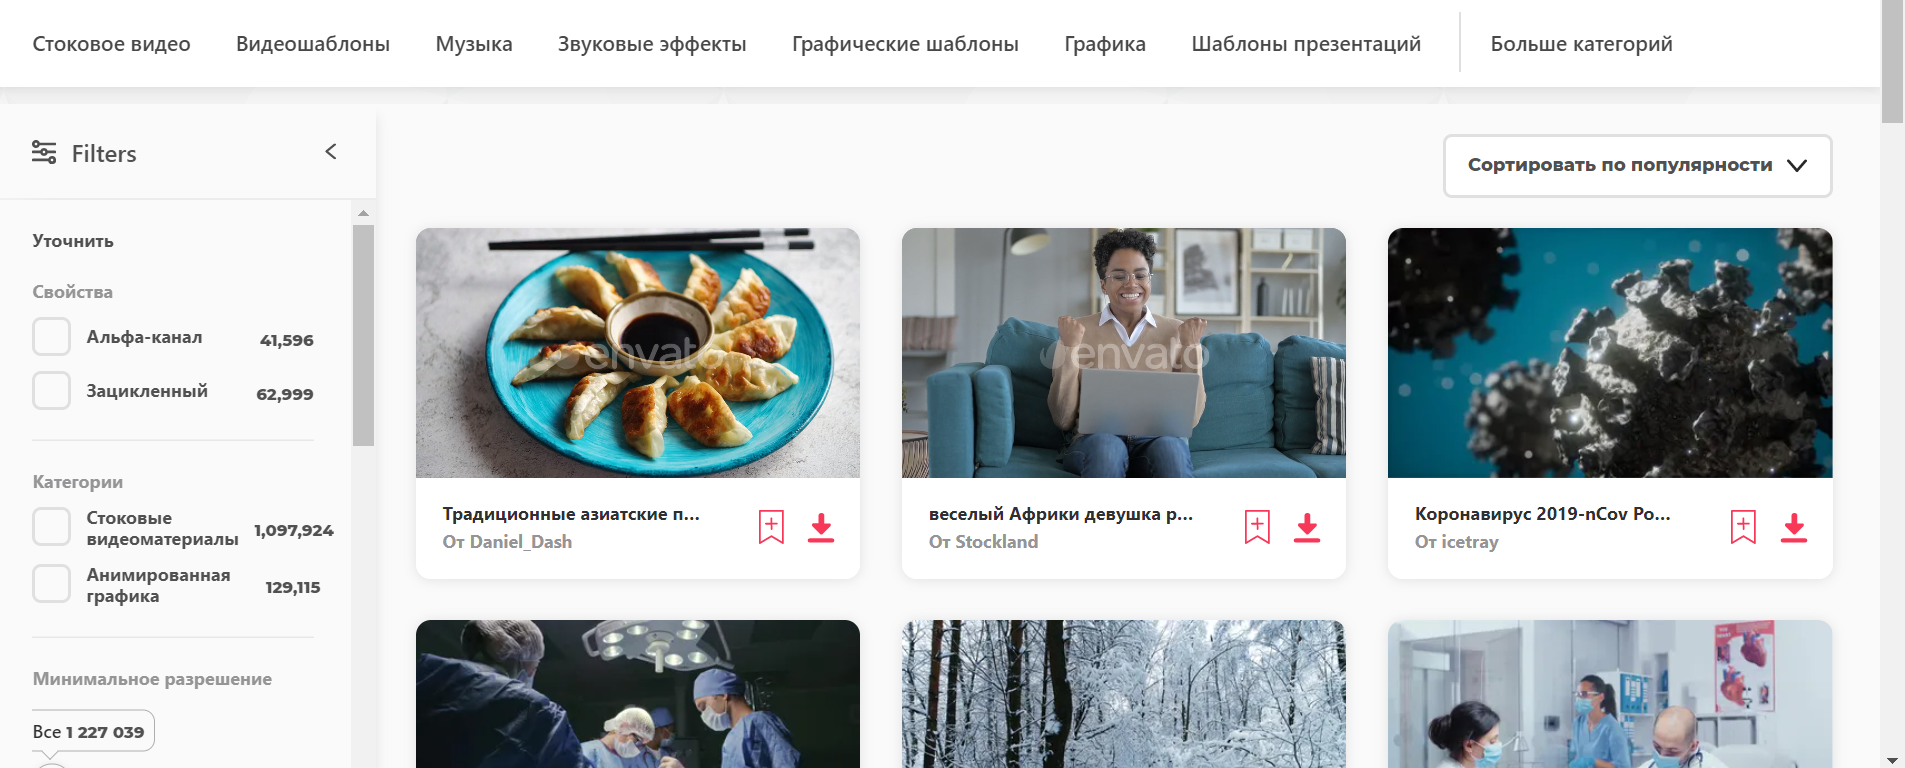 Стоковое видео Видеошаблоны Музыка Звуковые эффекты Графические шаблоны Графика Шаблоны презентаций Больше категорий
Filters
Сортировать по популярности
Уточнить
Свойства
Альфа-канал 41,596
Зацикленный 62,999
Категории
Стоковые
видеоматериалы 1,097,924
Анимированная
графика 129,115
Минимальное разрешение
Все 1 227 039
envato
Традиционные азиатские п...
От Daniel_Dash
envato
веселый Африки девушка р...
От Stockland
Коронавирус 2019-nCov Ро...
От icetray